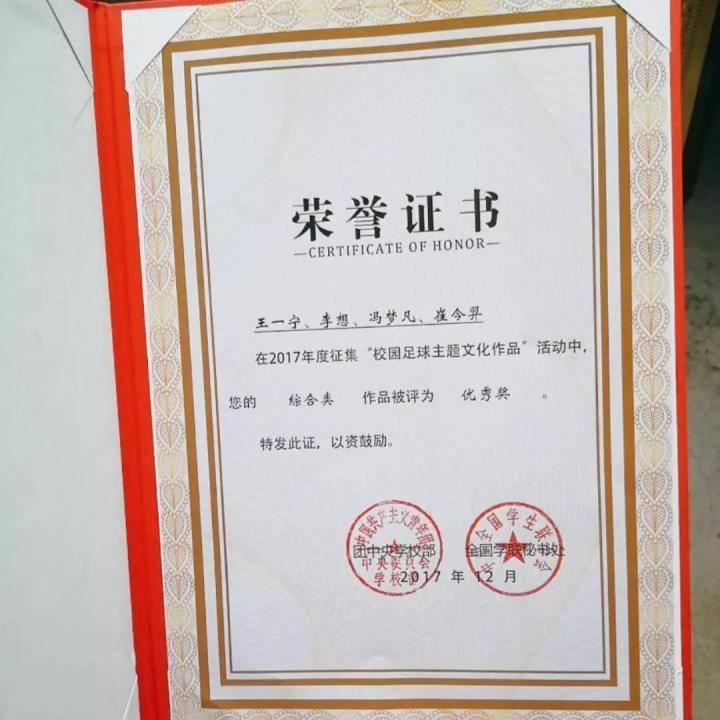 荣誉证书
—CERTIFICATE OF HONOR—
王一宁、李想、冯梦凡、崔今羿
在2017年度征集“校园足球主题文化作品”活动中，
您的 综合类 作品被评为 优秀奖 。
特发此证，以资鼓励。
中国共产主义青年团
中央委员会
学校部
团中央学校部
全国学生联合会
全国学联秘书处
2017 年 12 月